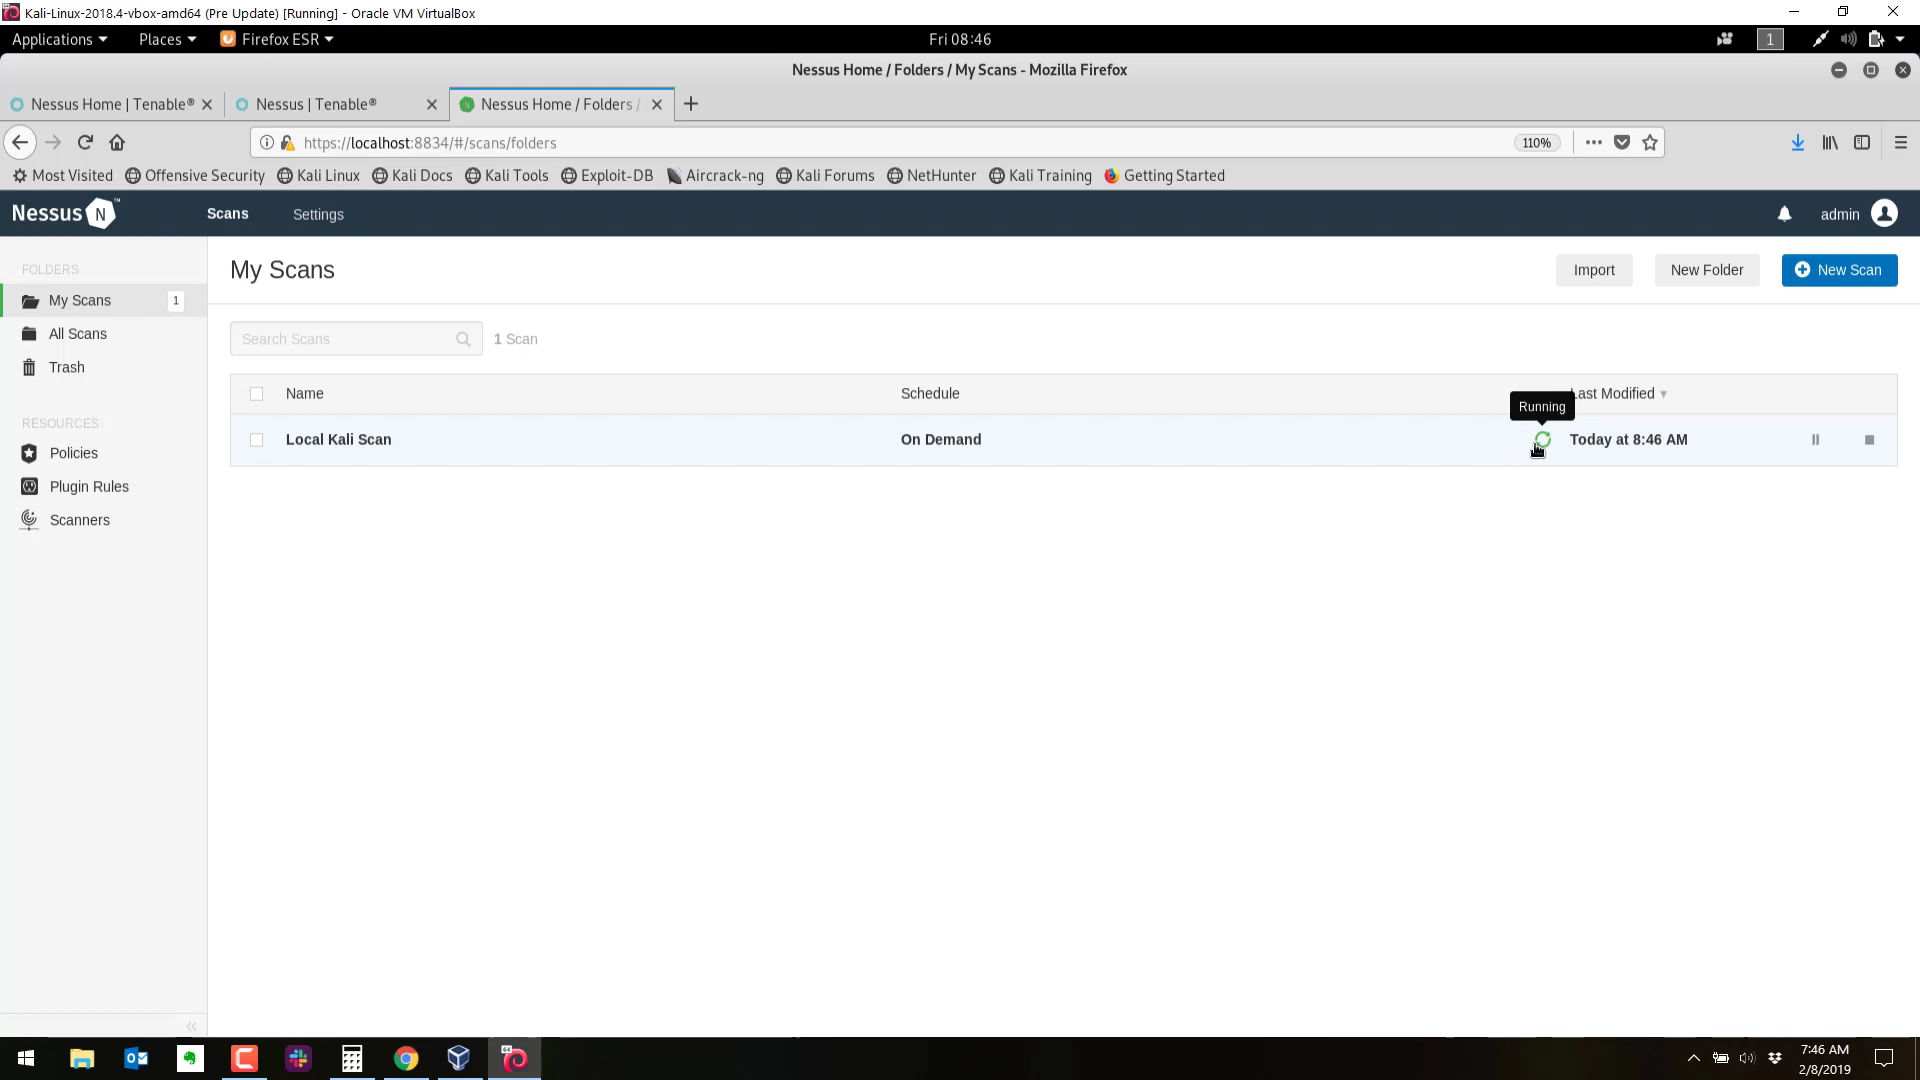 Kali-Linux-2018.4-vbox-amd64 (Pre Update) [Running] - Oracle VM VirtualBox
Applications Places Firefox ESR Fri 08:46 1
Nessus Home / Folders / My Scans - Mozilla Firefox
Nessus Home | Tenable® Nessus | Tenable® Nessus Home / Folders /
https://localhost:8834/#/scans/folders 110%
Most Visited Offensive Security Kali Linux Kali Docs Kali Tools Exploit-DB Aircrack-ng Kali Forums NetHunter Kali Training Getting Started
Nessus N ™ Scans Settings admin
FOLDERS
My Scans 1
All Scans
Trash
RESOURCES
Policies
Plugin Rules
Scanners
My Scans Import New Folder New Scan
Search Scans 1 Scan
Name Schedule Last Modified
Running
Local Kali Scan On Demand Today at 8:46 AM
7:46 AM
2/8/2019